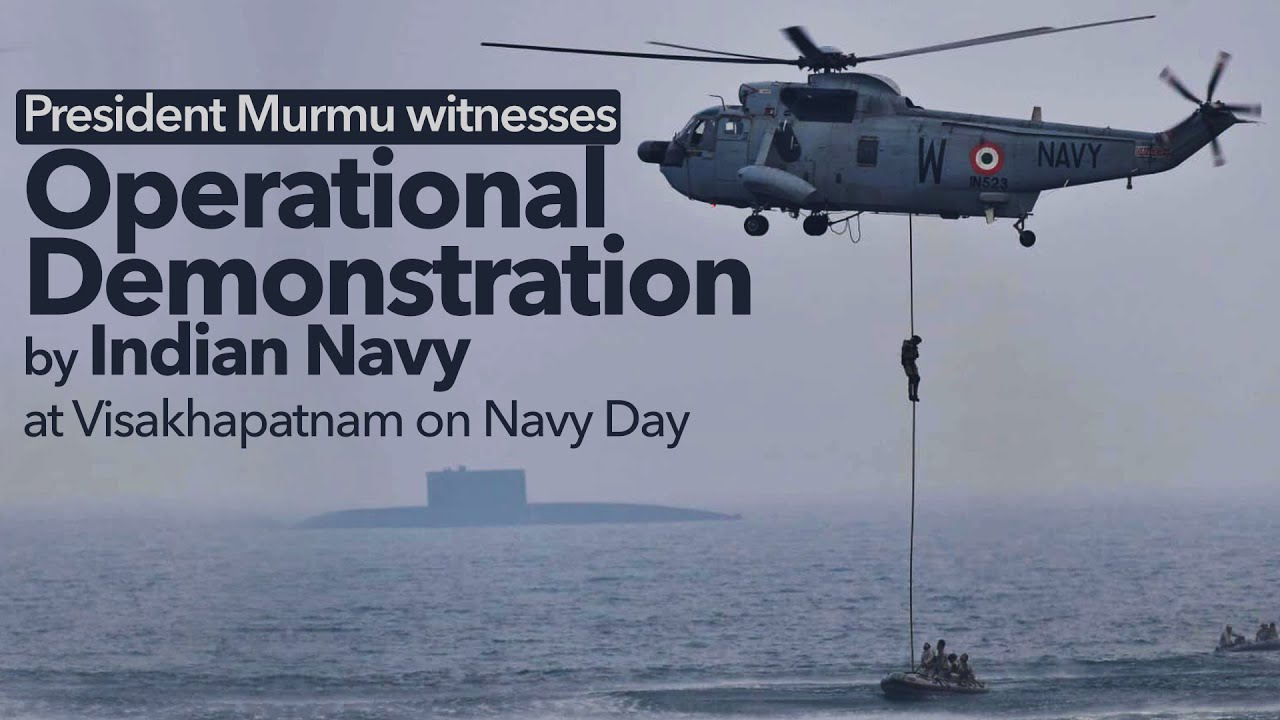 President Murmu witnesses
Operational
Demonstration
by Indian Navy
at Visakhapatnam on Navy Day
W
NAVY
IN523